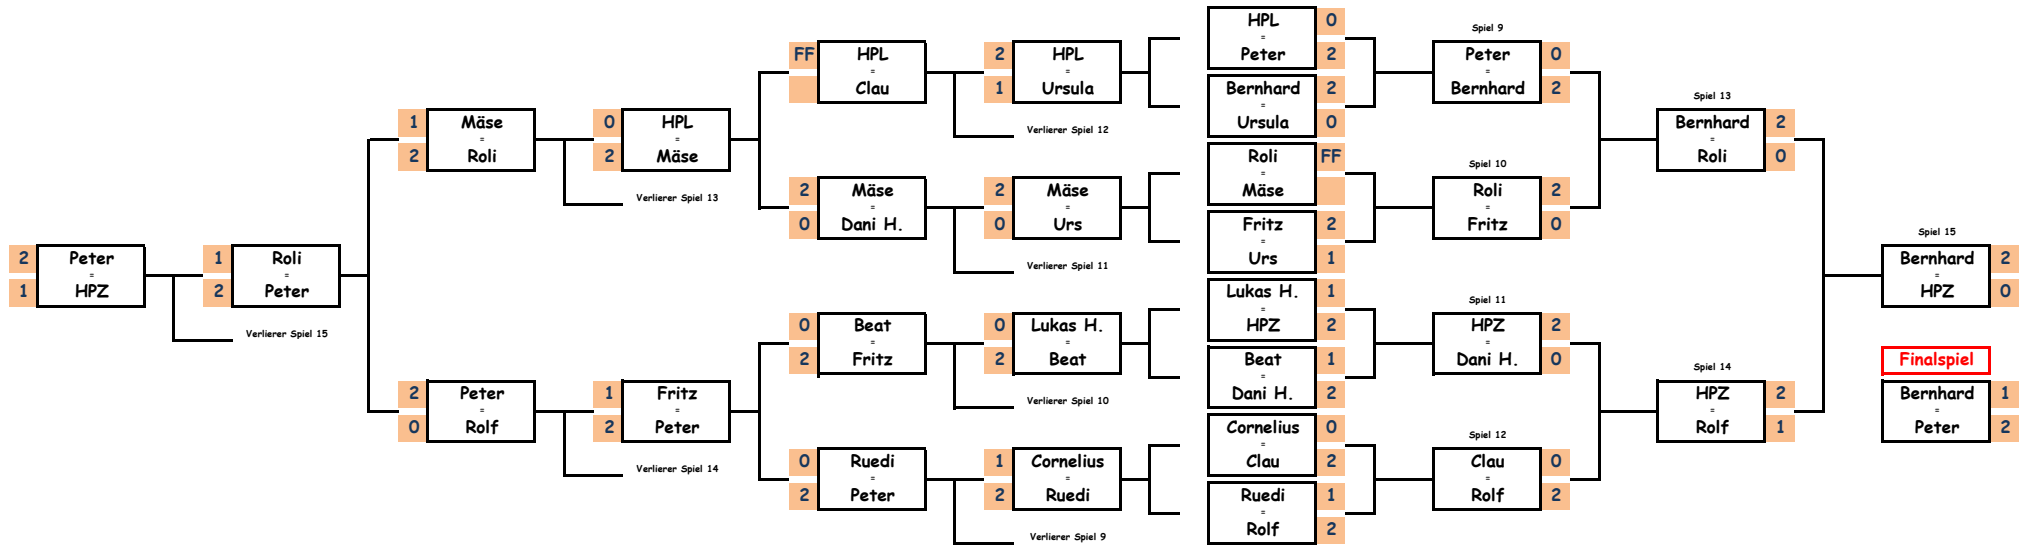 HPL 0
=
Peter 2
Bernhard 2
=
Ursula 0
Roli FF
=
Mäse
Fritz 2
=
Urs 1
Lukas H. 1
=
HPZ 2
Beat 1
=
Dani H. 2
Cornelius 0
=
Clau 2
Ruedi 1
=
Rolf 2
Spiel 9
Peter 0
=
Bernhard 2
Spiel 10
Roli 2
=
Fritz 0
Spiel 11
HPZ 2
=
Dani H. 0
Spiel 12
Clau 0
=
Rolf 2
Spiel 13
Bernhard 2
=
Roli 0
Spiel 14
HPZ 2
=
Rolf 1
Spiel 15
Bernhard 2
=
HPZ 0
Finalspiel
Bernhard 1
=
Peter 2
2 HPL
=
1 Ursula
Verlierer Spiel 12
2 Mäse
=
0 Urs
Verlierer Spiel 11
0 Lukas H.
=
2 Beat
Verlierer Spiel 10
1 Cornelius
=
2 Ruedi
Verlierer Spiel 9
FF HPL
=
Clau
2 Mäse
=
0 Dani H.
0 Beat
=
2 Fritz
0 Ruedi
=
2 Peter
0 HPL
=
2 Mäse
Verlierer Spiel 13
1 Fritz
=
2 Peter
Verlierer Spiel 14
1 Mäse
=
2 Roli
2 Peter
=
0 Rolf
1 Roli
=
2 Peter
Verlierer Spiel 15
2 Peter
=
1 HPZ